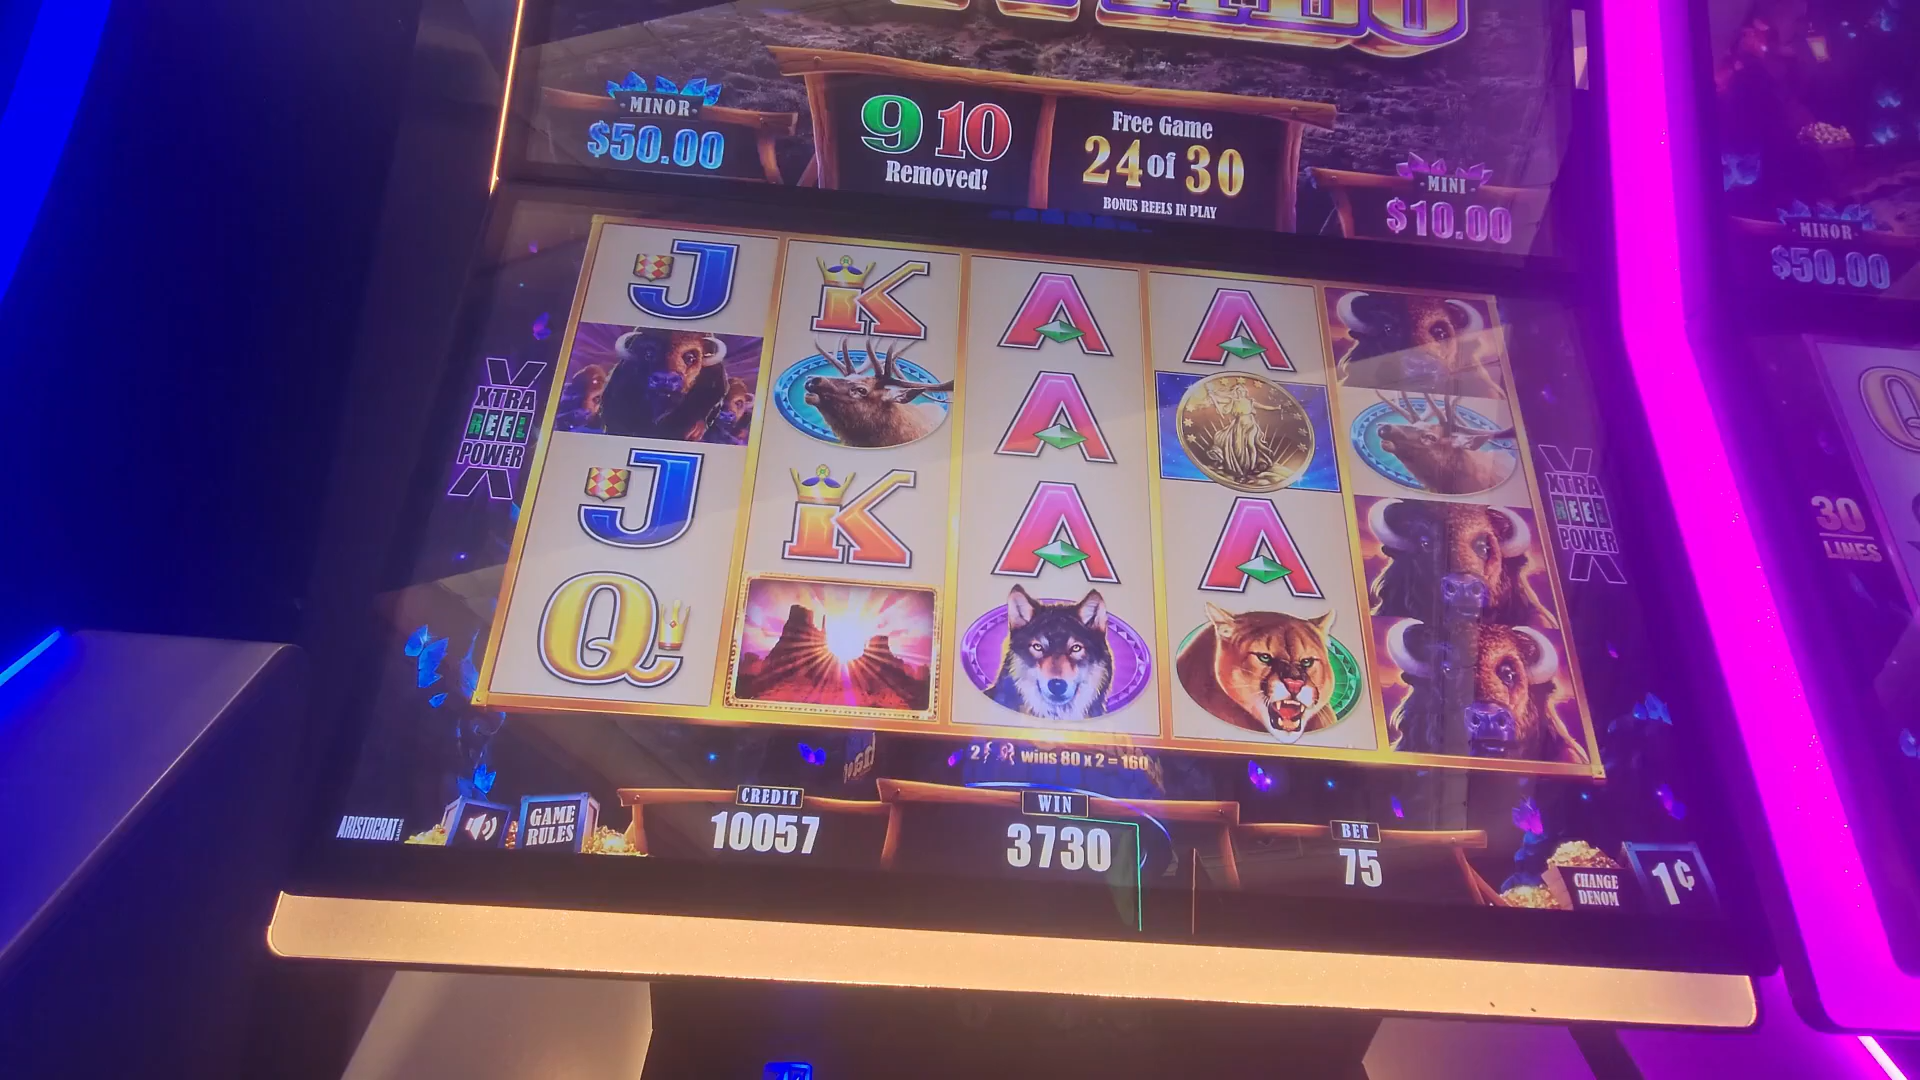 MINOR
$50.00
9 10
Removed!
Free Game
24 of 30
BONUS REELS IN PLAY
MINI
$10.00
MINOR
$50.00
J
K
A
A
XTRA
REEL
POWER
A
J
K
A
A
Q
XTRA
REEL
POWER
30
LINES
Q
wins 80 x 2 = 160
ARISTOCRAT
GAMING
GAME
RULES
CREDIT
10057
WIN
3730
BET
75
CHANGE
DENOM
1¢